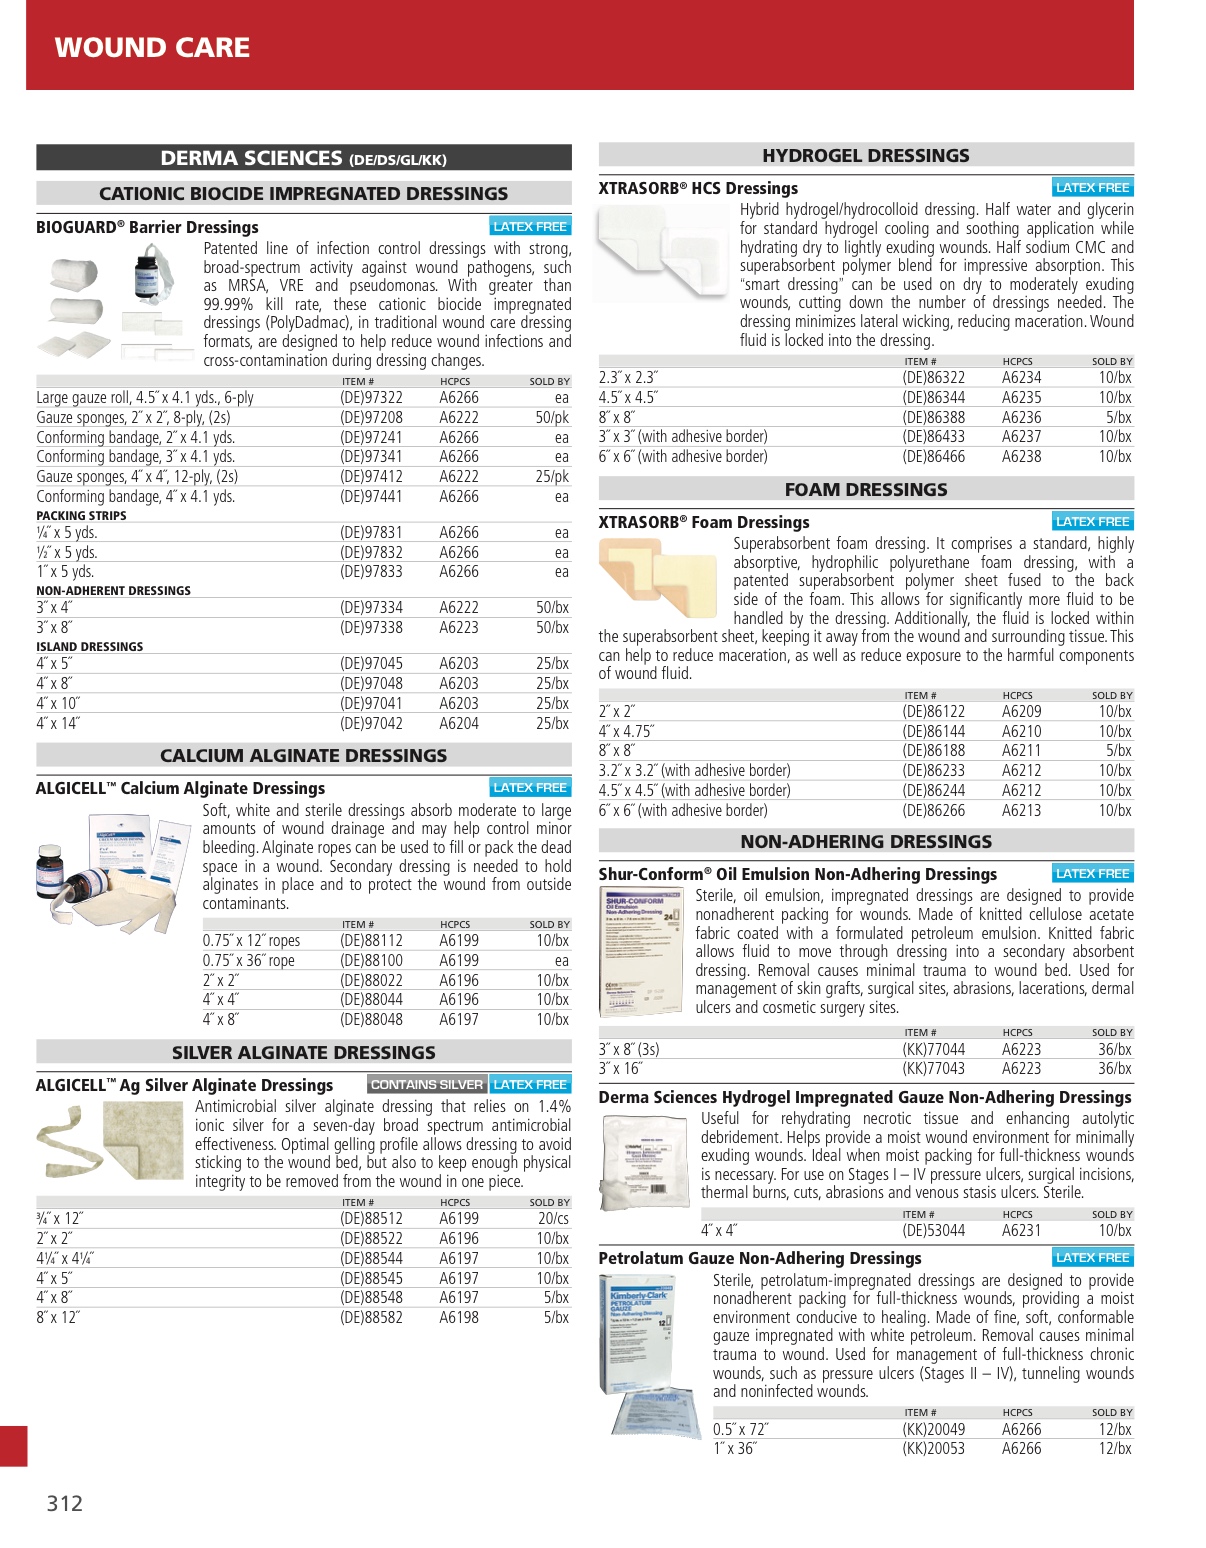 WOUND CARE
DERMA SCIENCES (DE/DS/GL/KK)
CATIONIC BIOCIDE IMPREGNATED DRESSINGS
BIOGUARD® Barrier Dressings LATEX FREE
Patented line of infection control dressings with strong,
broad-spectrum activity against wound pathogens, such
as MRSA, VRE and pseudomonas. With greater than
99.99% kill rate, these cationic biocide impregnated
dressings (PolyDadmac), in traditional wound care dressing
formats, are designed to help reduce wound infections and
cross-contamination during dressing changes.
ITEM # HCPCS SOLD BY
Large gauze roll, 4.5˝ x 4.1 yds., 6-ply (DE)97322 A6266 ea
Gauze sponges, 2˝ x 2˝, 8-ply, (2s) (DE)97208 A6222 50/pk
Conforming bandage, 2˝ x 4.1 yds. (DE)97241 A6266 ea
Conforming bandage, 3˝ x 4.1 yds. (DE)97341 A6266 ea
Gauze sponges, 4˝ x 4˝, 12-ply, (2s) (DE)97412 A6222 25/pk
Conforming bandage, 4˝ x 4.1 yds. (DE)97441 A6266 ea
PACKING STRIPS
¼˝ x 5 yds. (DE)97831 A6266 ea
½˝ x 5 yds. (DE)97832 A6266 ea
1˝ x 5 yds. (DE)97833 A6266 ea
NON-ADHERENT DRESSINGS
3˝ x 4˝ (DE)97334 A6222 50/bx
3˝ x 8˝ (DE)97338 A6223 50/bx
ISLAND DRESSINGS
4˝ x 5˝ (DE)97045 A6203 25/bx
4˝ x 8˝ (DE)97048 A6203 25/bx
4˝ x 10˝ (DE)97041 A6203 25/bx
4˝ x 14˝ (DE)97042 A6204 25/bx
CALCIUM ALGINATE DRESSINGS
ALGICELL™ Calcium Alginate Dressings LATEX FREE
Soft, white and sterile dressings absorb moderate to large
amounts of wound drainage and may help control minor
bleeding. Alginate ropes can be used to fill or pack the dead
space in a wound. Secondary dressing is needed to hold
alginates in place and to protect the wound from outside
contaminants.
ITEM # HCPCS SOLD BY
0.75˝ x 12˝ ropes (DE)88112 A6199 10/bx
0.75˝ x 36˝ rope (DE)88100 A6199 ea
2˝ x 2˝ (DE)88022 A6196 10/bx
4˝ x 4˝ (DE)88044 A6196 10/bx
4˝ x 8˝ (DE)88048 A6197 10/bx
SILVER ALGINATE DRESSINGS
ALGICELL™ Ag Silver Alginate Dressings CONTAINS SILVER LATEX FREE
Antimicrobial silver alginate dressing that relies on 1.4%
ionic silver for a seven-day broad spectrum antimicrobial
effectiveness. Optimal gelling profile allows dressing to avoid
sticking to the wound bed, but also to keep enough physical
integrity to be removed from the wound in one piece.
ITEM # HCPCS SOLD BY
¾˝ x 12˝ (DE)88512 A6199 20/cs
2˝ x 2˝ (DE)88522 A6196 10/bx
4¼˝ x 4¼˝ (DE)88544 A6197 10/bx
4˝ x 5˝ (DE)88545 A6197 10/bx
4˝ x 8˝ (DE)88548 A6197 5/bx
8˝ x 12˝ (DE)88582 A6198 5/bx
HYDROGEL DRESSINGS
XTRASORB® HCS Dressings LATEX FREE
Hybrid hydrogel/hydrocolloid dressing. Half water and glycerin
for standard hydrogel cooling and soothing application while
hydrating dry to lightly exuding wounds. Half sodium CMC and
superabsorbent polymer blend for impressive absorption. This
“smart dressing” can be used on dry to moderately exuding
wounds, cutting down the number of dressings needed. The
dressing minimizes lateral wicking, reducing maceration. Wound
fluid is locked into the dressing.
ITEM # HCPCS SOLD BY
2.3˝ x 2.3˝ (DE)86322 A6234 10/bx
4.5˝ x 4.5˝ (DE)86344 A6235 10/bx
8˝ x 8˝ (DE)86388 A6236 5/bx
3˝ x 3˝ (with adhesive border) (DE)86433 A6237 10/bx
6˝ x 6˝ (with adhesive border) (DE)86466 A6238 10/bx
FOAM DRESSINGS
XTRASORB® Foam Dressings LATEX FREE
Superabsorbent foam dressing. It comprises a standard, highly
absorptive, hydrophilic polyurethane foam dressing, with a
patented superabsorbent polymer sheet fused to the back
side of the foam. This allows for significantly more fluid to be
handled by the dressing. Additionally, the fluid is locked within
the superabsorbent sheet, keeping it away from the wound and surrounding tissue. This
can help to reduce maceration, as well as reduce exposure to the harmful components
of wound fluid.
ITEM # HCPCS SOLD BY
2˝ x 2˝ (DE)86122 A6209 10/bx
4˝ x 4.75˝ (DE)86144 A6210 10/bx
8˝ x 8˝ (DE)86188 A6211 5/bx
3.2˝ x 3.2˝ (with adhesive border) (DE)86233 A6212 10/bx
4.5˝ x 4.5˝ (with adhesive border) (DE)86244 A6212 10/bx
6˝ x 6˝ (with adhesive border) (DE)86266 A6213 10/bx
NON-ADHERING DRESSINGS
Shur-Conform® Oil Emulsion Non-Adhering Dressings LATEX FREE
SHUR-CONFORM
Oil Emulsion
Non-Adhering Dressing
24
Sterile, oil emulsion, impregnated dressings are designed to provide
nonadherent packing for wounds. Made of knitted cellulose acetate
fabric coated with a formulated petroleum emulsion. Knitted fabric
allows fluid to move through dressing into a secondary absorbent
dressing. Removal causes minimal trauma to wound bed. Used for
management of skin grafts, surgical sites, abrasions, lacerations, dermal
ulcers and cosmetic surgery sites.
ITEM # HCPCS SOLD BY
3˝ x 8˝ (3s) (KK)77044 A6223 36/bx
3˝ x 16˝ (KK)77043 A6223 36/bx
Derma Sciences Hydrogel Impregnated Gauze Non-Adhering Dressings
Useful for rehydrating necrotic tissue and enhancing autolytic
debridement. Helps provide a moist wound environment for minimally
exuding wounds. Ideal when moist packing for full-thickness wounds
is necessary. For use on Stages I – IV pressure ulcers, surgical incisions,
thermal burns, cuts, abrasions and venous stasis ulcers. Sterile.
ITEM # HCPCS SOLD BY
4˝ x 4˝ (DE)53044 A6231 10/bx
Petrolatum Gauze Non-Adhering Dressings LATEX FREE
Kimberly-Clark
PETROLATUM
GAUZE
Non-Adhering Dressing
12
Sterile, petrolatum-impregnated dressings are designed to provide
nonadherent packing for full-thickness wounds, providing a moist
environment conducive to healing. Made of fine, soft, conformable
gauze impregnated with white petroleum. Removal causes minimal
trauma to wound. Used for management of full-thickness chronic
wounds, such as pressure ulcers (Stages II – IV), tunneling wounds
and noninfected wounds.
ITEM # HCPCS SOLD BY
0.5˝ x 72˝ (KK)20049 A6266 12/bx
1˝ x 36˝ (KK)20053 A6266 12/bx
312